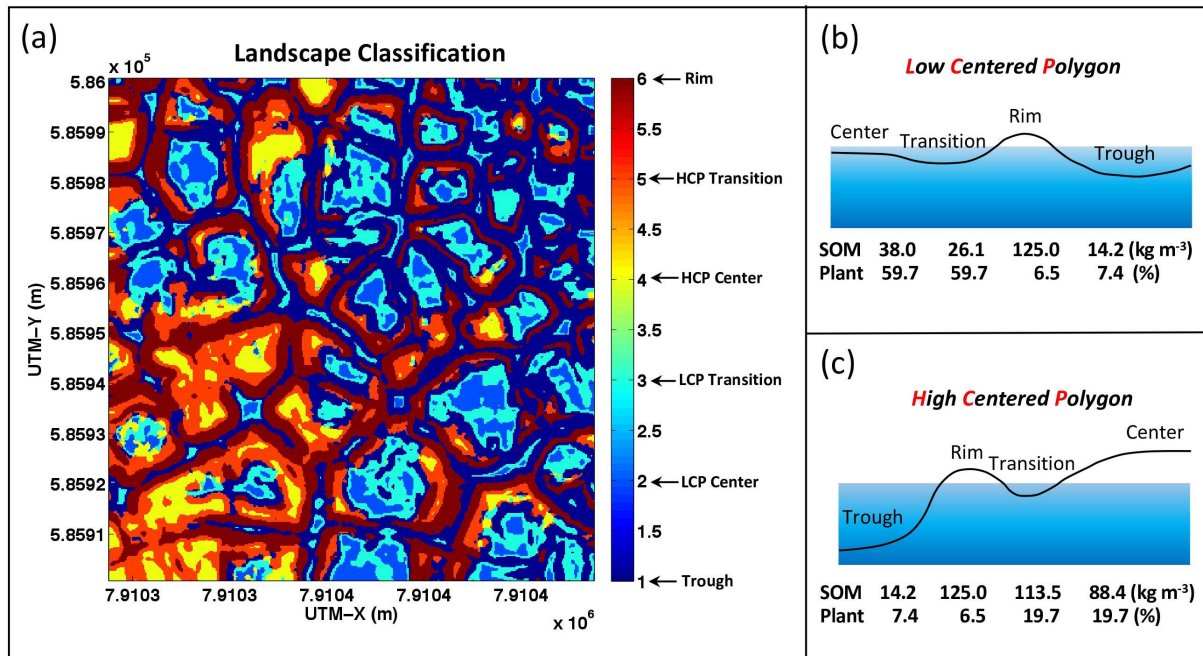 (a)
Landscape Classification
x 10⁵
5.86
5.8599
5.8598
5.8597
5.8596
5.8595
5.8594
5.8593
5.8592
5.8591
UTM–Y (m)
7.9103 7.9103 7.9104 7.9104 7.9104
UTM–X (m)
x 10⁶
6 Rim
5.5
5 HCP Transition
4.5
4 HCP Center
3.5
3 LCP Transition
2.5
2 LCP Center
1.5
1 Trough
(b)
Low Centered Polygon
Rim
Center Transition Trough
SOM 38.0 26.1 125.0 14.2 (kg m⁻³)
Plant 59.7 59.7 6.5 7.4 (%)
(c)
High Centered Polygon
Center
Rim Transition
Trough
SOM 14.2 125.0 113.5 88.4 (kg m⁻³)
Plant 7.4 6.5 19.7 19.7 (%)